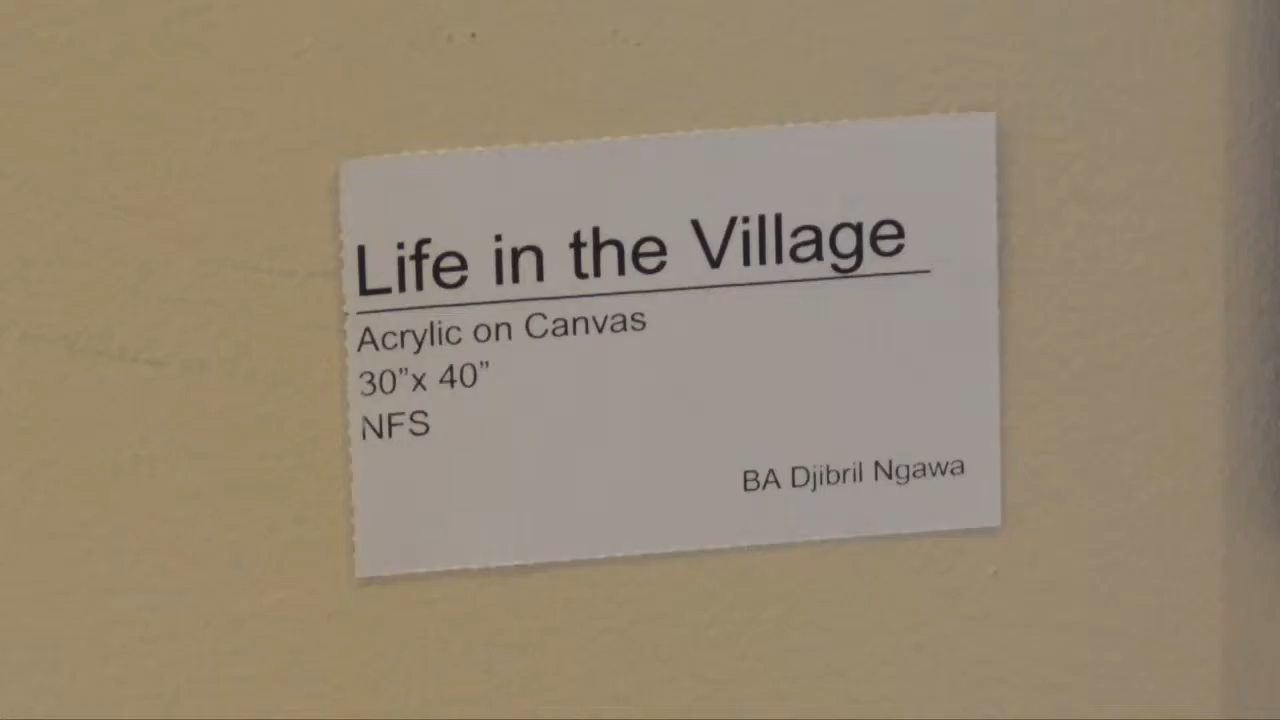 Life in the Village
Acrylic on Canvas
30”x 40”
NFS
BA Djibril Ngawa